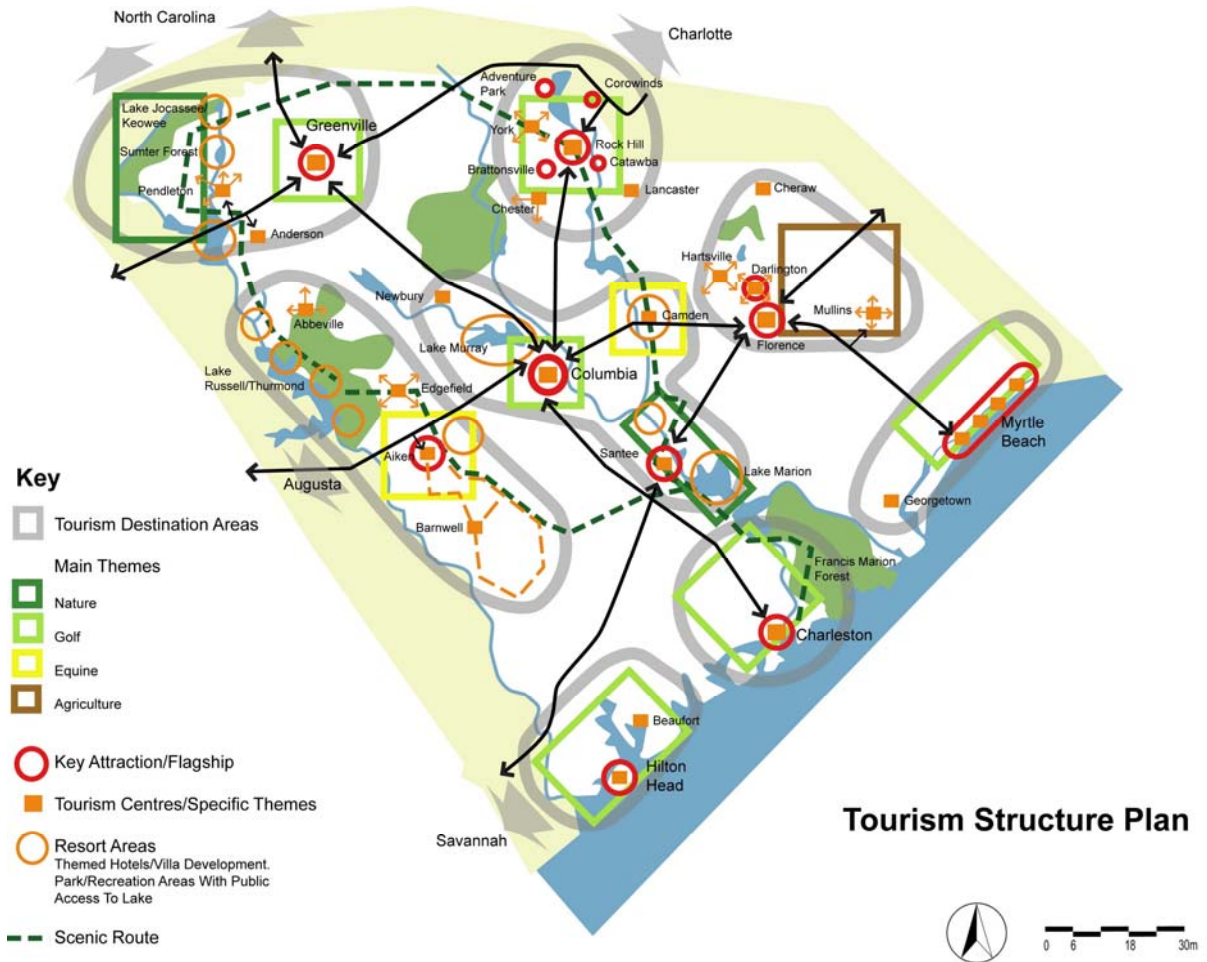 North Carolina
Charlotte
Adventure
Park
Corowinds
Lake Jocassee/
Keowee
Greenville
York
Rock Hill
Sumter Forest
Brattonsville
Catawba
Pendleton
Lancaster
Cheraw
Chester
Anderson
Hartsville
Darlington
Newbury
Abbeville
Camden
Mullins
Lake Murray
Florence
Lake
Russell/Thurmond
Columbia
Edgefield
Myrtle
Beach
Aiken
Santee
Lake Marion
Augusta
Georgetown
Barnwell
Francis Marion
Forest
Charleston
Beaufort
Hilton
Head
Savannah
Key
Tourism Destination Areas
Main Themes
Nature
Golf
Equine
Agriculture
Key Attraction/Flagship
Tourism Centres/Specific Themes
Resort Areas
Themed Hotels/Villa Development.
Park/Recreation Areas With Public
Access To Lake
Scenic Route
Tourism Structure Plan
0 6 18 30m